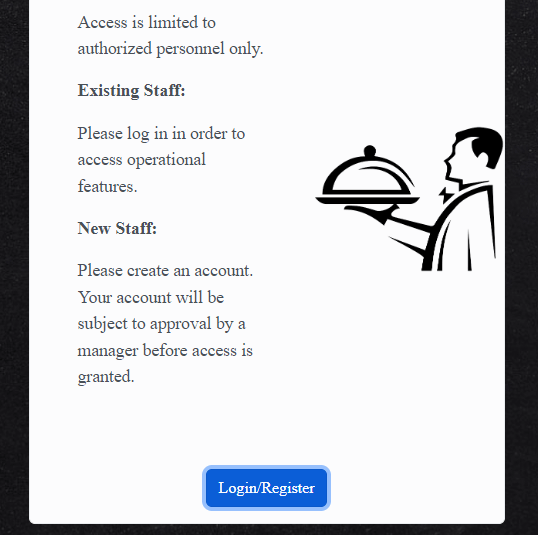 Access is limited to
authorized personnel only.
Existing Staff:
Please log in in order to
access operational
features.
New Staff:
Please create an account.
Your account will be
subject to approval by a
manager before access is
granted.
Login/Register